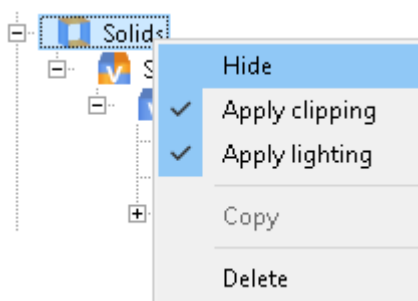 Solids
Hide
Apply clipping
Apply lighting
Copy
Delete